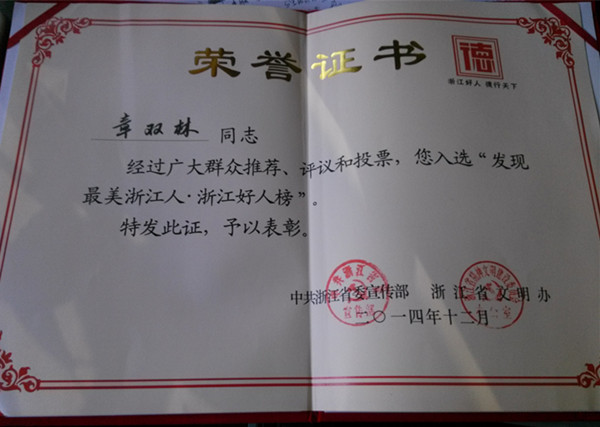 荣誉证书
德
浙江好人 德行天下
章双林 同志
经过广大群众推荐、评议和投票，您入选“发现
最美浙江人·浙江好人榜”。
特发此证，予以表彰。
中共浙江省委宣传部 浙江省文明办
二〇一四年十二月